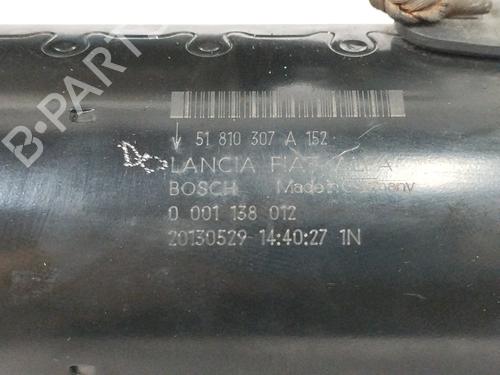 B-PARTS
51 810 307 A 152
LANCIA FIAT ALFA
BOSCH Made in Germany
0 001 138 012
20130529 14:40:27 1N